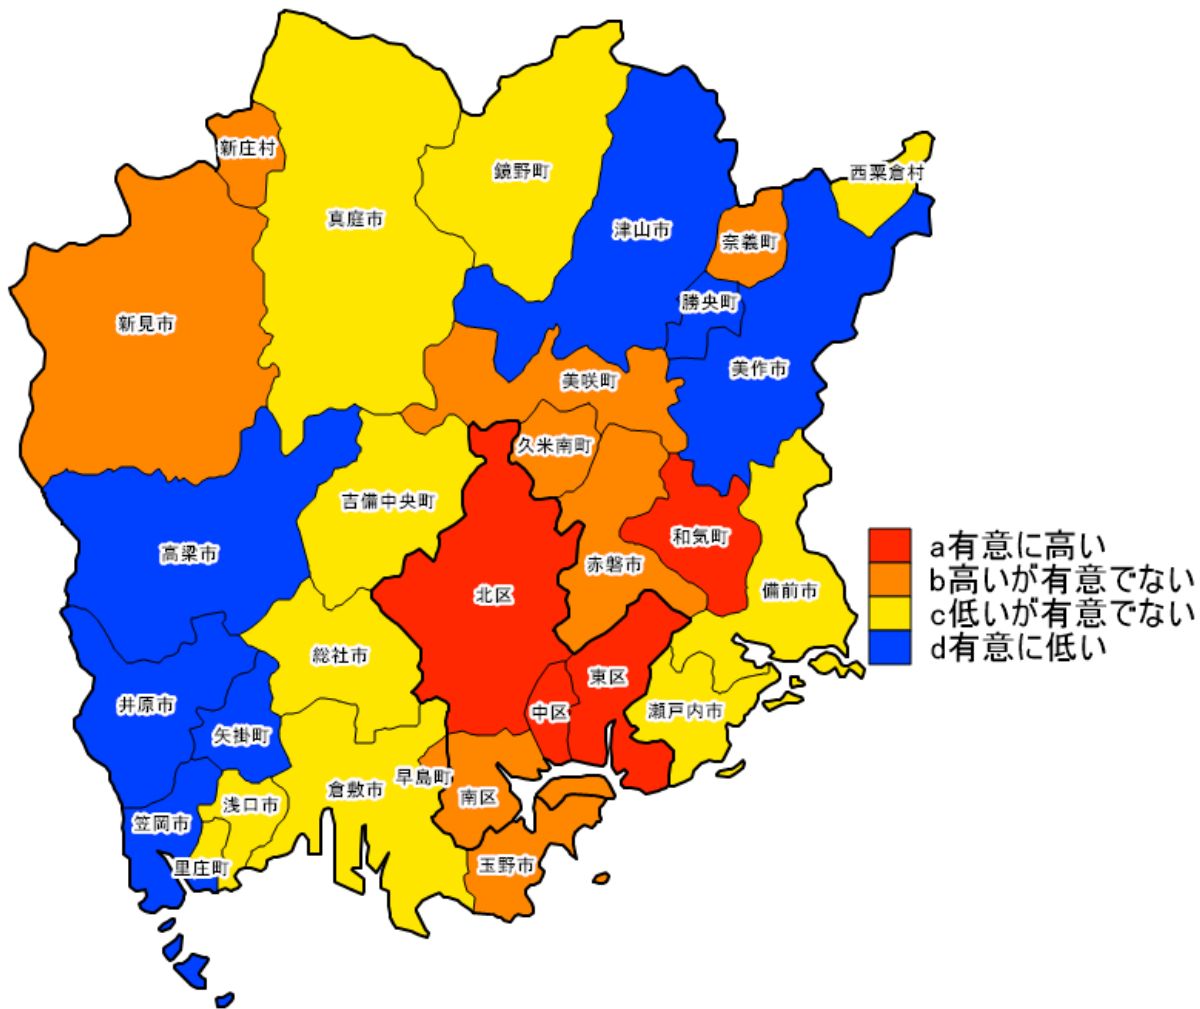 新庄村
鏡野町
西粟倉村
真庭市
津山市
奈義町
勝央町
新見市
美作市
美咲町
久米南町
吉備中央町
和気町
高梁市
赤磐市
備前市
北区
総社市
東区
井原市
中区
瀬戸内市
矢掛町
早島町
倉敷市
南区
浅口市
笠岡市
里庄町
玉野市
a有意に高い
b高いが有意でない
c低いが有意でない
d有意に低い